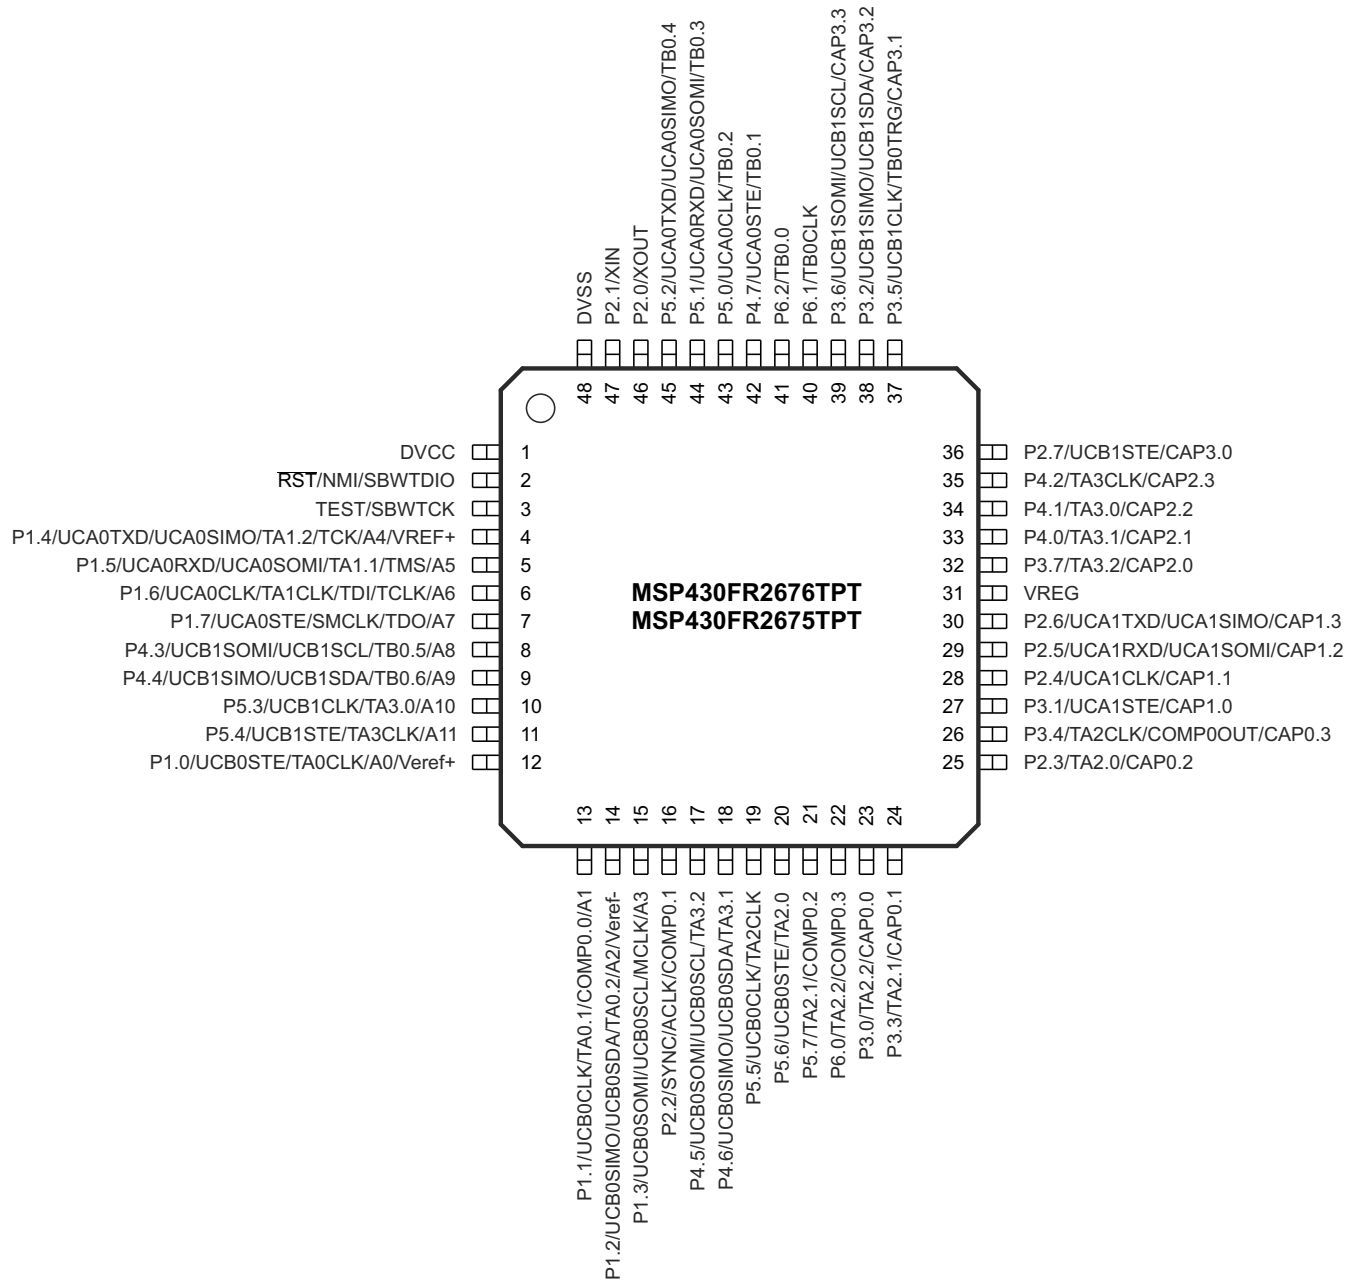 P5.2/UCA0TXD/UCA0SIMO/TB0.4
P5.1/UCA0RXD/UCA0SOMI/TB0.3
P3.6/UCB1SOMI/UCB1SCL/CAP3.3
P3.2/UCB1SIMO/UCB1SDA/CAP3.2
P3.5/UCB1CLK/TB0TRG/CAP3.1
DVSS
P2.1/XIN
P2.0/XOUT
P5.0/UCA0CLK/TB0.2
P4.7/UCA0STE/TB0.1
P6.2/TB0.0
P6.1/TB0CLK
48
47
46
45
44
43
42
41
40
39
38
37
DVCC 1
RST/NMI/SBWTDIO 2
TEST/SBWTCK 3
P1.4/UCA0TXD/UCA0SIMO/TA1.2/TCK/A4/VREF+ 4
P1.5/UCA0RXD/UCA0SOMI/TA1.1/TMS/A5 5
P1.6/UCA0CLK/TA1CLK/TDI/TCLK/A6 6
P1.7/UCA0STE/SMCLK/TDO/A7 7
P4.3/UCB1SOMI/UCB1SCL/TB0.5/A8 8
P4.4/UCB1SIMO/UCB1SDA/TB0.6/A9 9
P5.3/UCB1CLK/TA3.0/A10 10
P5.4/UCB1STE/TA3CLK/A11 11
P1.0/UCB0STE/TA0CLK/A0/Veref+ 12
MSP430FR2676TPT
MSP430FR2675TPT
36 P2.7/UCB1STE/CAP3.0
35 P4.2/TA3CLK/CAP2.3
34 P4.1/TA3.0/CAP2.2
33 P4.0/TA3.1/CAP2.1
32 P3.7/TA3.2/CAP2.0
31 VREG
30 P2.6/UCA1TXD/UCA1SIMO/CAP1.3
29 P2.5/UCA1RXD/UCA1SOMI/CAP1.2
28 P2.4/UCA1CLK/CAP1.1
27 P3.1/UCA1STE/CAP1.0
26 P3.4/TA2CLK/COMP0OUT/CAP0.3
25 P2.3/TA2.0/CAP0.2
13
14
15
16
17
18
19
20
21
22
23
24
P1.1/UCB0CLK/TA0.1/COMP0.0/A1
P1.2/UCB0SIMO/UCB0SDA/TA0.2/A2/Veref-
P1.3/UCB0SOMI/UCB0SCL/MCLK/A3
P2.2/SYNC/ACLK/COMP0.1
P4.5/UCB0SOMI/UCB0SCL/TA3.2
P4.6/UCB0SIMO/UCB0SDA/TA3.1
P5.5/UCB0CLK/TA2CLK
P5.6/UCB0STE/TA2.0
P5.7/TA2.1/COMP0.2
P6.0/TA2.2/COMP0.3
P3.0/TA2.2/CAP0.0
P3.3/TA2.1/CAP0.1